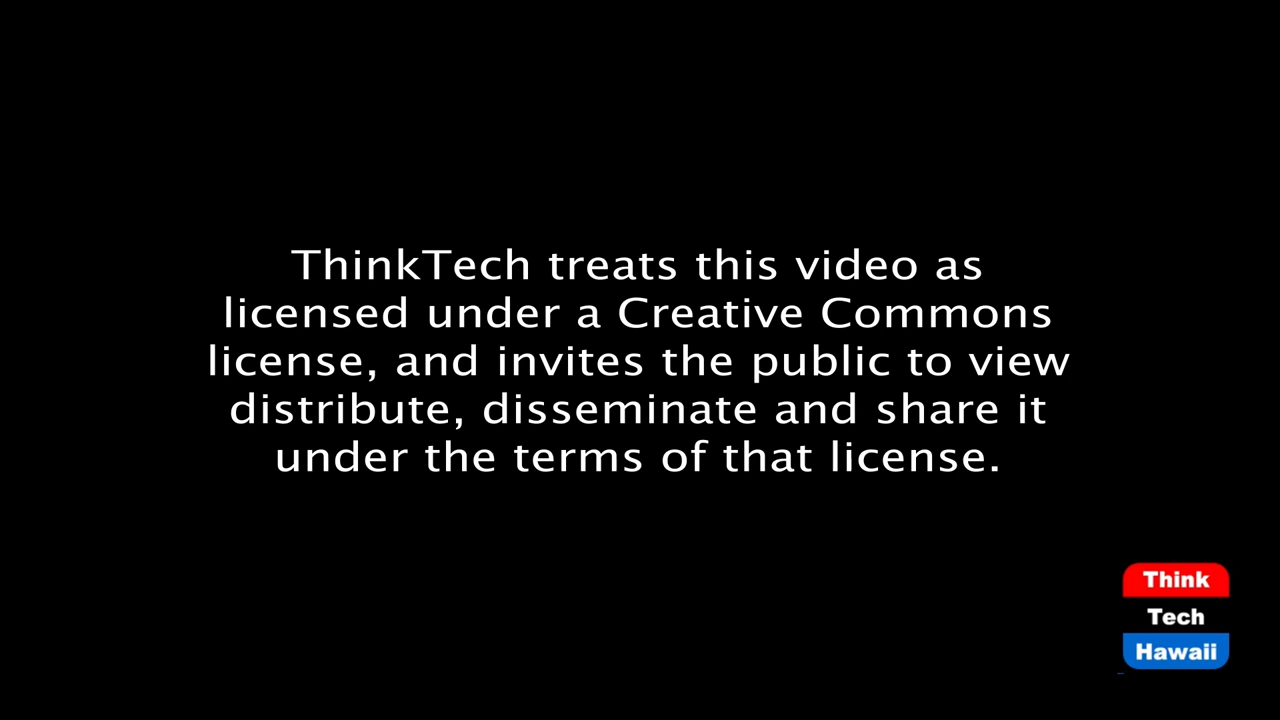 ThinkTech treats this video as
licensed under a Creative Commons
license, and invites the public to view
distribute, disseminate and share it
under the terms of that license.
Think
Tech
Hawaii